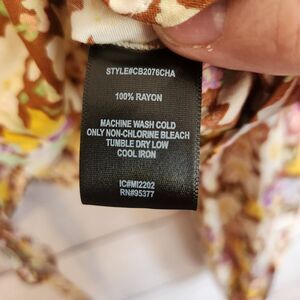 STYLE#CB2076CHA
100% RAYON
MACHINE WASH COLD
ONLY NON-CHLORINE BLEACH
TUMBLE DRY LOW
COOL IRON
IC#MI2202
RN#95377